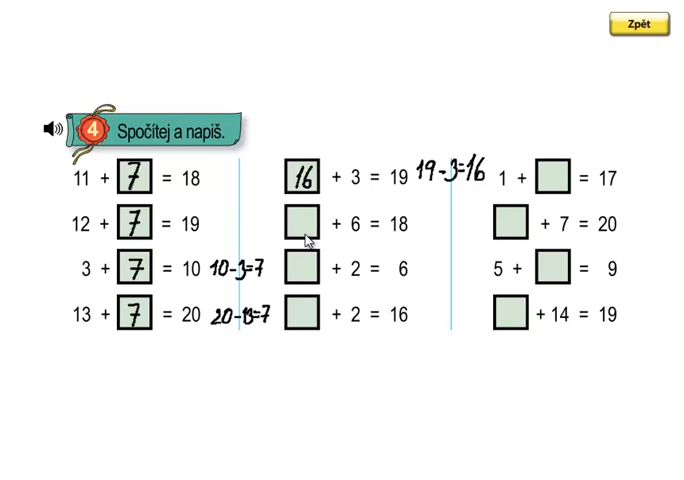 Zpět
4 Spočítej a napiš.
11 + 7 = 18
12 + 7 = 19
3 + 7 = 10 10-3=7
13 + 7 = 20 20-13=7
16 + 3 = 19 19-3=16
+ 6 = 18
+ 2 = 6
+ 2 = 16
1 + = 17
+ 7 = 20
5 + = 9
+ 14 = 19